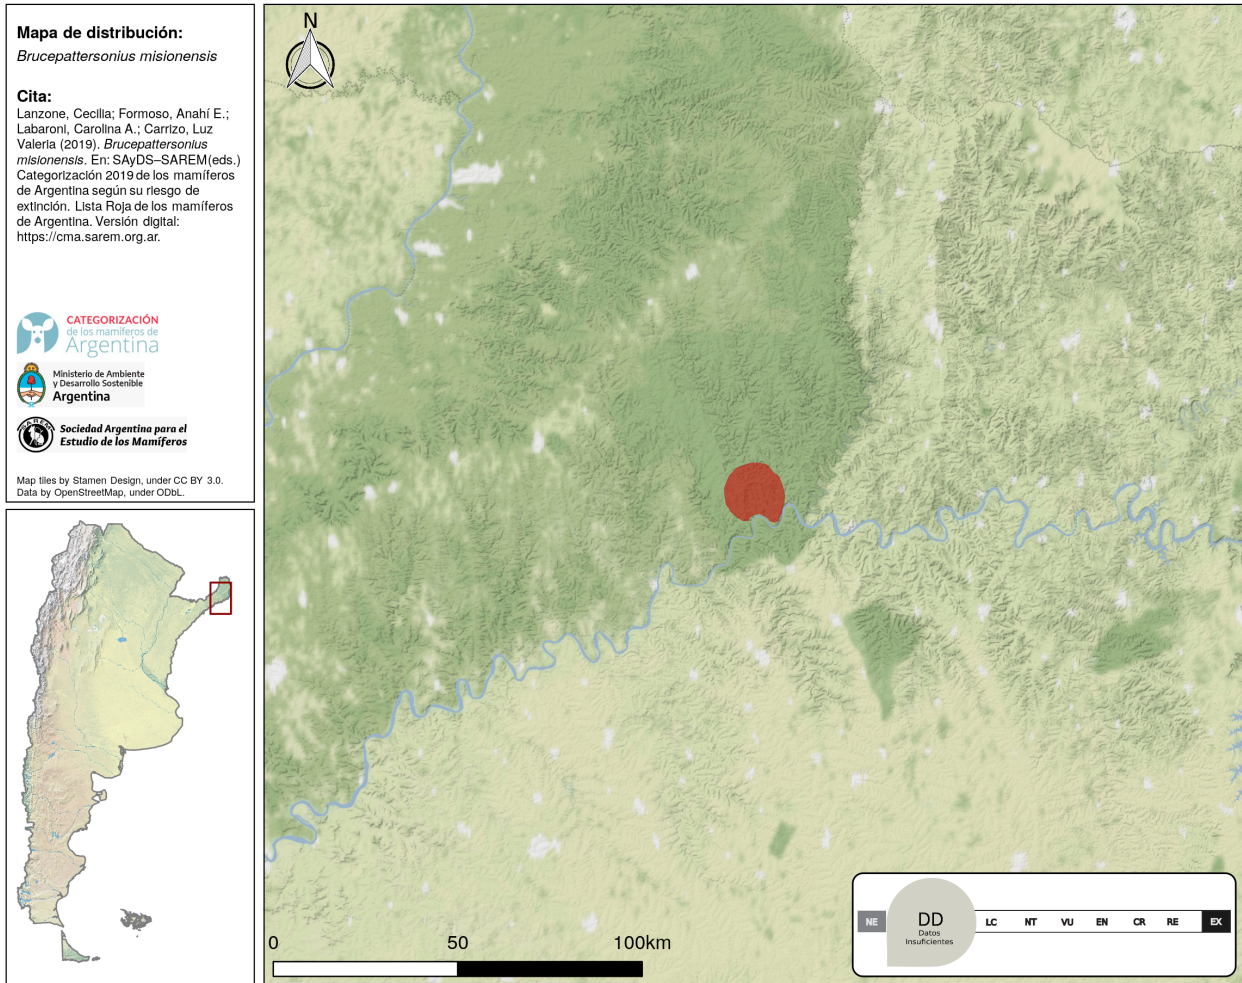 Mapa de distribución:
Brucepattersonius misionensis
Cita:
Lanzone, Cecilia; Formoso, Anahí E.;
Labaroni, Carolina A.; Carrizo, Luz
Valeria (2019). Brucepattersonius
misionensis. En: SAyDS–SAREM(eds.)
Categorización 2019 de los mamíferos
de Argentina según su riesgo de
extinción. Lista Roja de los mamíferos
de Argentina. Versión digital:
https://cma.sarem.org.ar.
CATEGORIZACIÓN
de los mamíferos de
Argentina
Ministerio de Ambiente
y Desarrollo Sostenible
Argentina
SAREM
Sociedad Argentina para el
Estudio de los Mamíferos
Map tiles by Stamen Design, under CC BY 3.0.
Data by OpenStreetMap, under ODbL.
N
0 50 100km
NE DD LC NT VU EN CR RE EX
Datos
Insuficientes